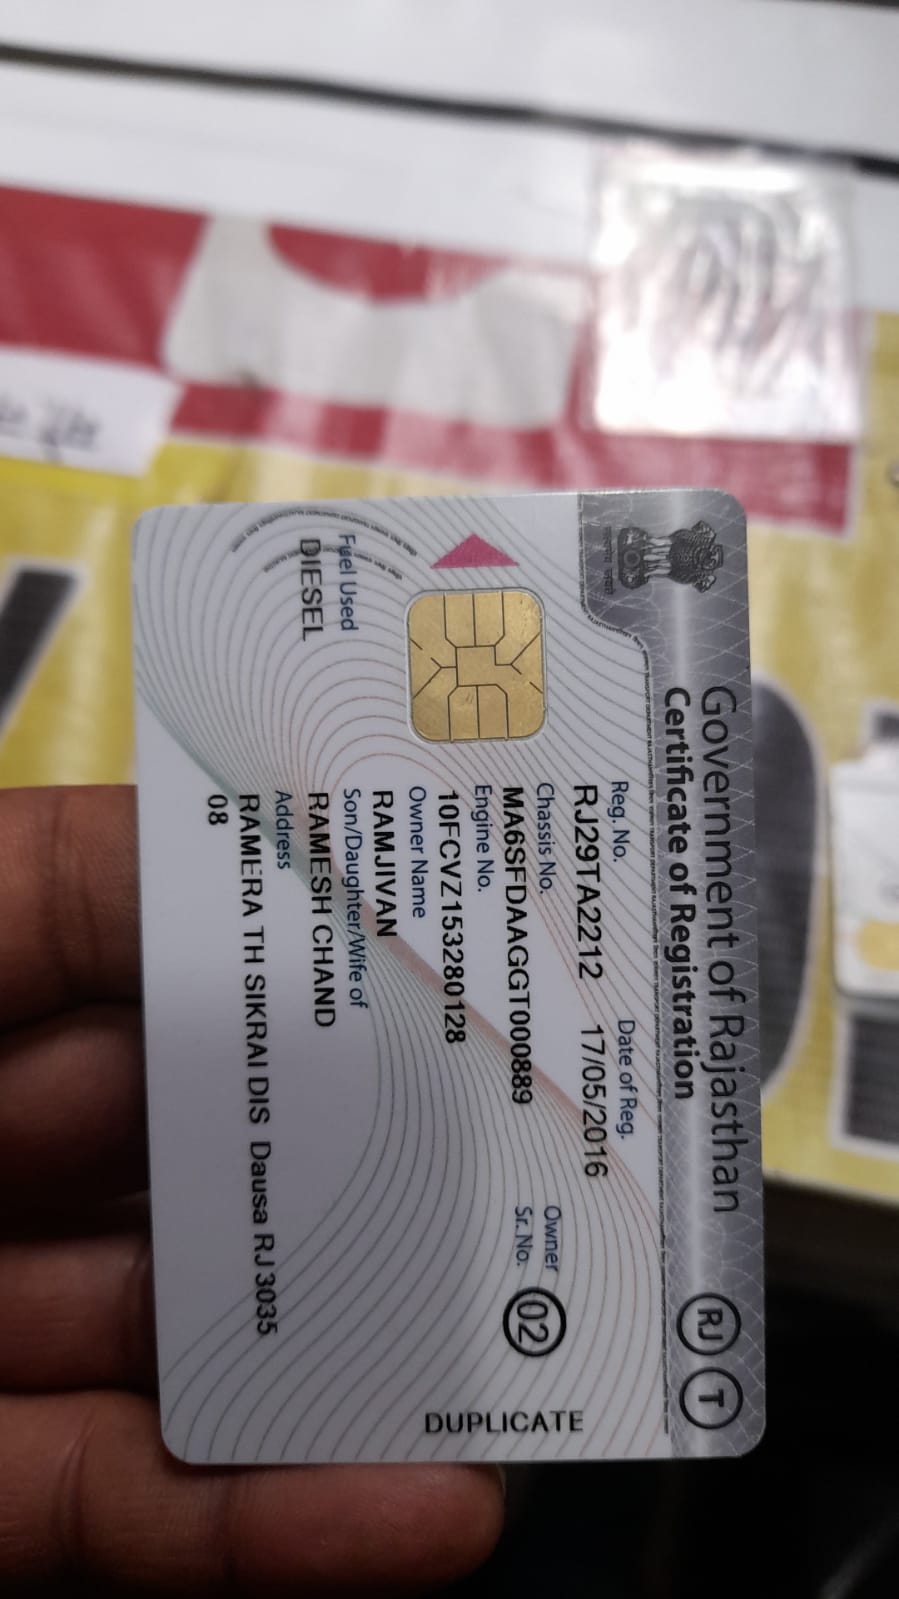 Government of Rajasthan
Certificate of Registration
RJ T
Reg. No. Date of Reg.
RJ29TA2212 17/05/2016
Chassis No.
MA6SFDAAGGT000889
Owner
Sr. No. 02
Engine No.
10FCVZ153280128
Owner Name
RAMJIVAN
Fuel Used
DIESEL
Son/Daughter/Wife of
RAMESH CHAND
Address
RAMERA TH SIKRAI DIS Dausa RJ 3035
08
DUPLICATE